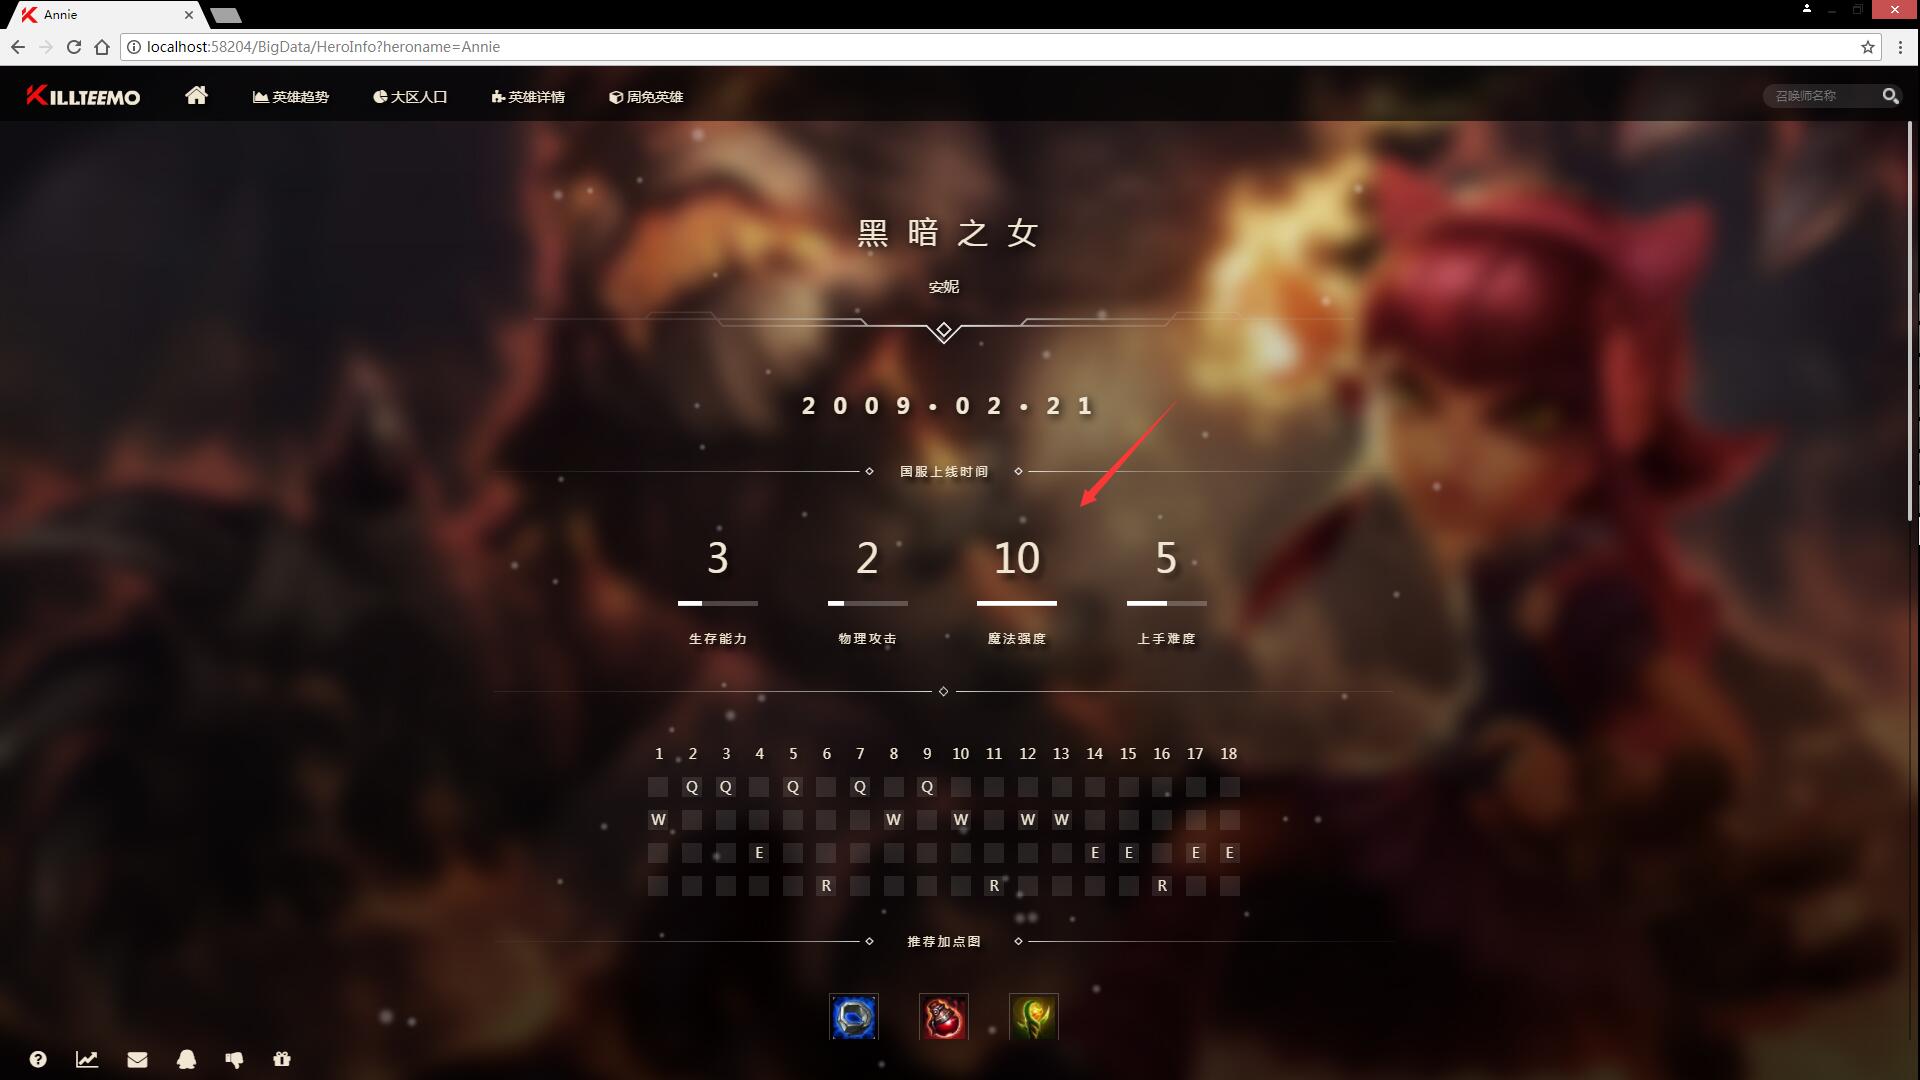 Annie
localhost:58204/BigData/HeroInfo?heroname=Annie
KILLTEEMO 英雄趋势 大区人口 英雄详情 周免英雄 召唤师名称
黑暗之女
安妮
2009·02·21
国服上线时间
3 2 10 5
生存能力 物理攻击 魔法强度 上手难度
1 2 3 4 5 6 7 8 9 10 11 12 13 14 15 16 17 18
Q Q Q Q Q
W W W W W
E E E E E
R R R
推荐加点图